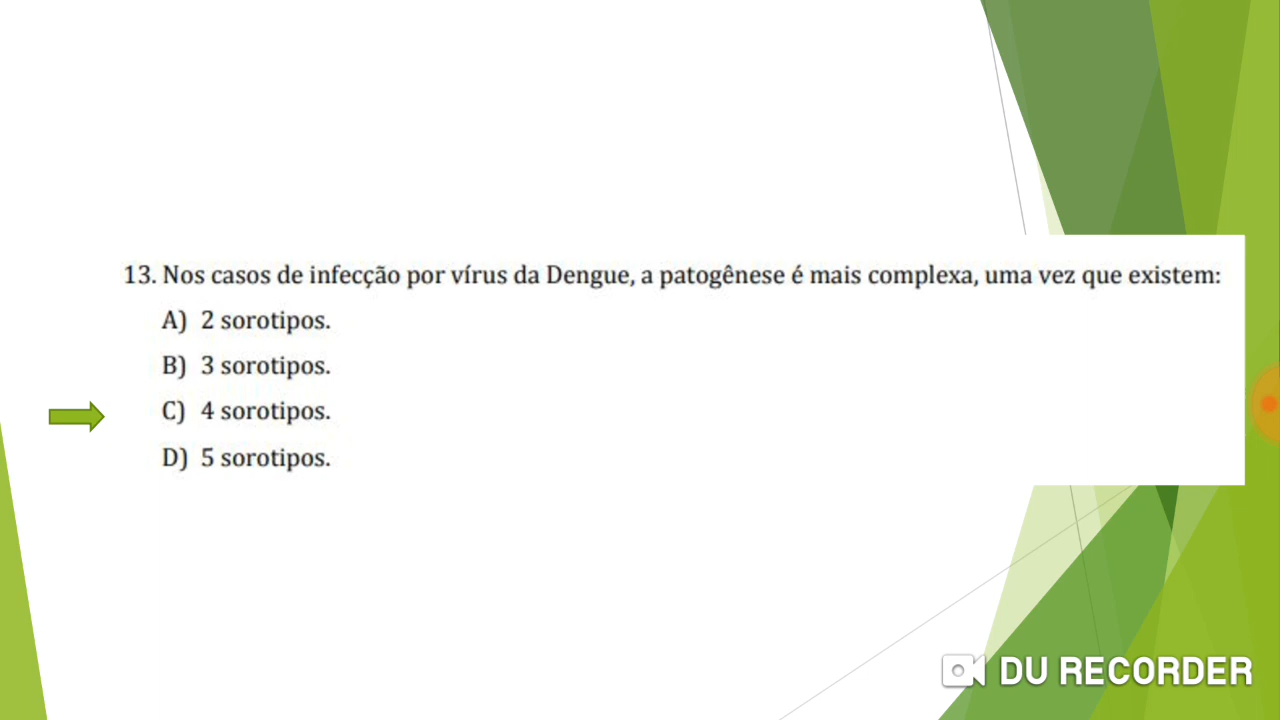 13. Nos casos de infecção por vírus da Dengue, a patogênese é mais complexa, uma vez que existem:
A) 2 sorotipos.
B) 3 sorotipos.
C) 4 sorotipos.
D) 5 sorotipos.
DU RECORDER